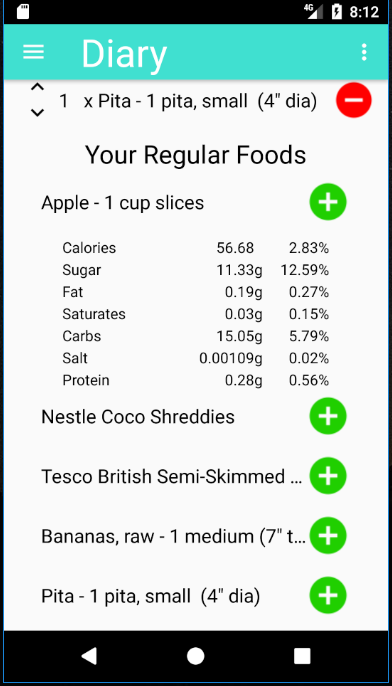 4G 8:12
Diary
1 x Pita - 1 pita, small (4" dia)
Your Regular Foods
Apple - 1 cup slices
Calories 56.68 2.83%
Sugar 11.33g 12.59%
Fat 0.19g 0.27%
Saturates 0.03g 0.15%
Carbs 15.05g 5.79%
Salt 0.00109g 0.02%
Protein 0.28g 0.56%
Nestle Coco Shreddies
Tesco British Semi-Skimmed ...
Bananas, raw - 1 medium (7" t...
Pita - 1 pita, small (4" dia)